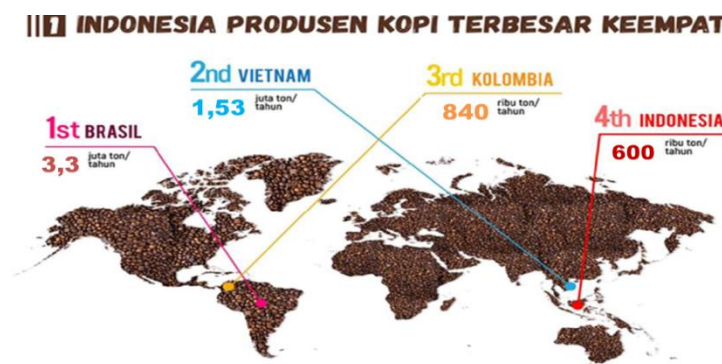 1 INDONESIA PRODUSEN KOPI TERBESAR KEEMPAT
2nd VIETNAM
1,53 juta ton/
tahun
3rd KOLOMBIA
840 ribu ton/
tahun
1st BRASIL
3,3 juta ton/
tahun
4th INDONESIA
600 ribu ton/
tahun